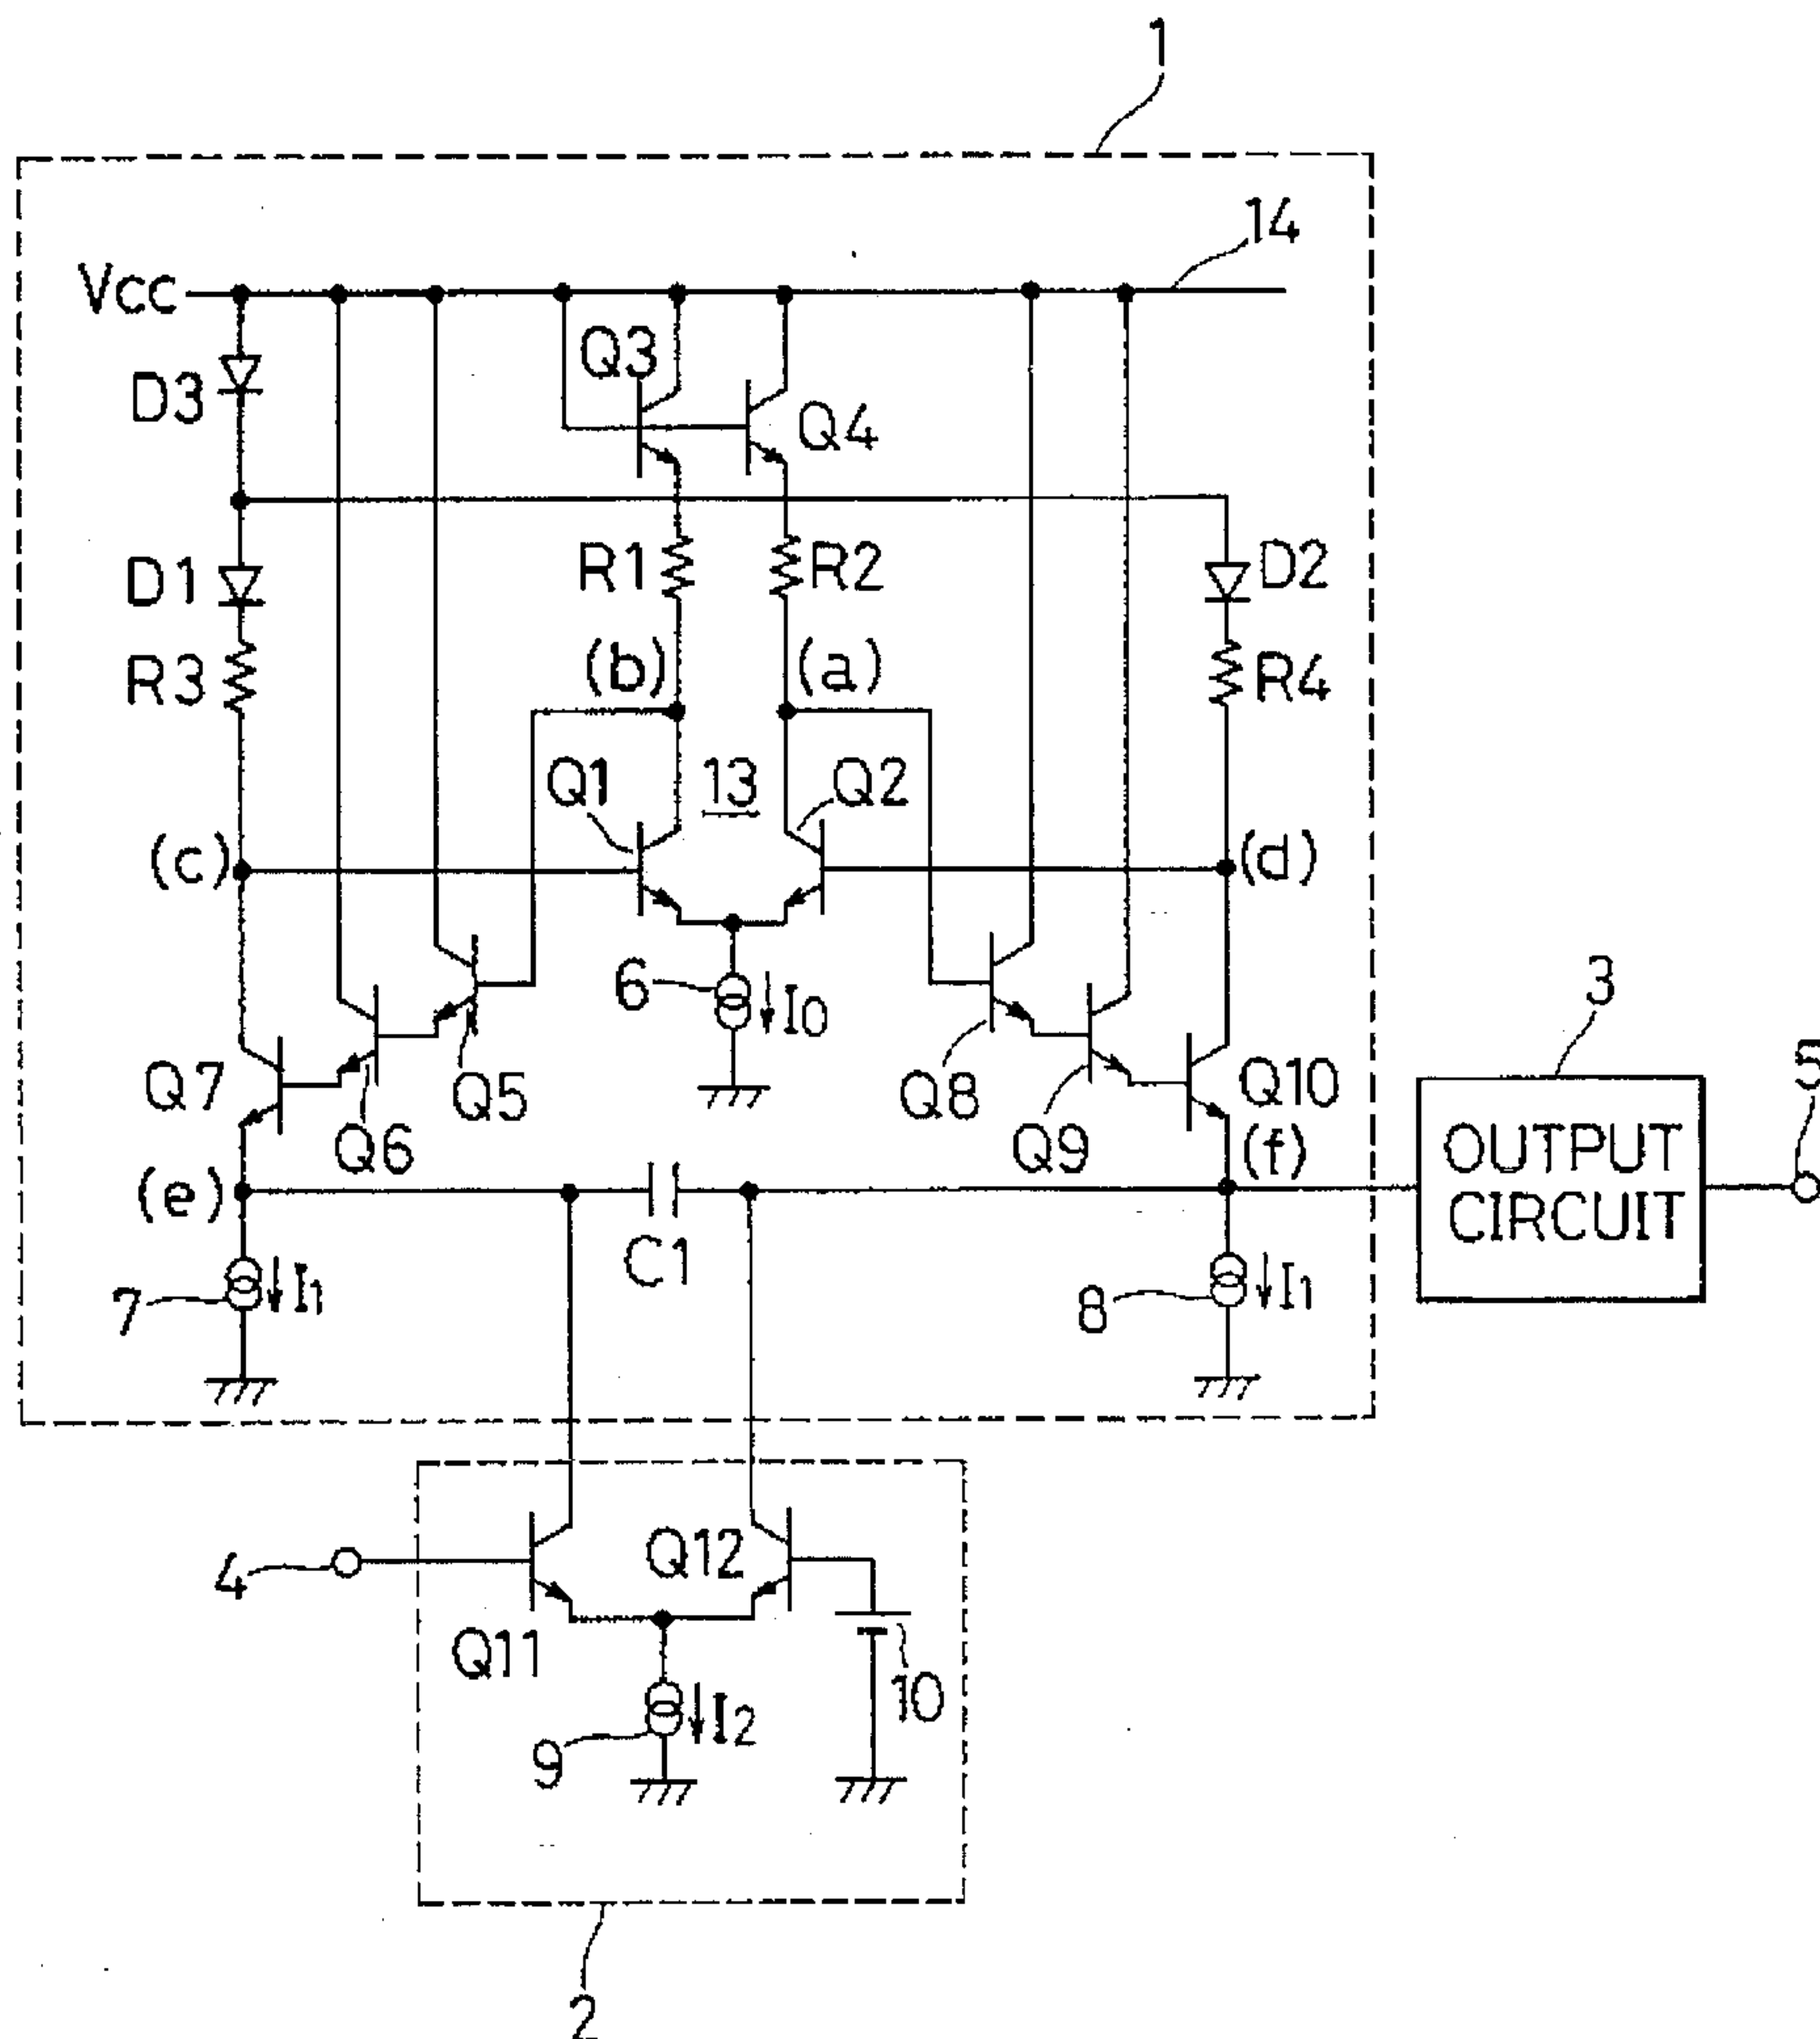 1
14
Vcc
Q3
D3
Q4
D1
R1
R2
D2
R3
(b)
(a)
R4
Q1
13
Q2
(c)
(d)
6
I0
3
Q7
Q5
Q8
Q10
5
Q6
Q9
(e)
(f)
OUTPUT
CIRCUIT
C1
7
I1
8
I1
4
Q12
Q11
10
9
I2
2